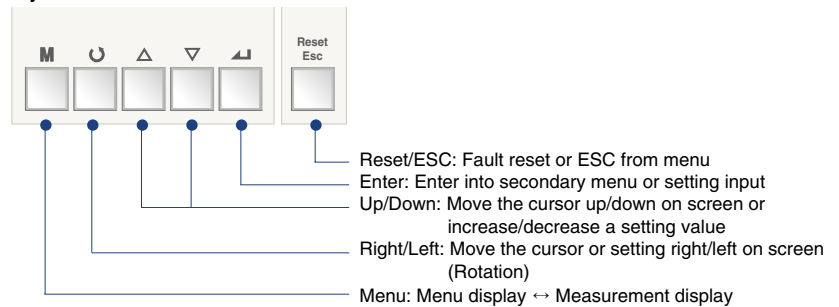 M
Reset
Esc
Reset/ESC: Fault reset or ESC from menu
Enter: Enter into secondary menu or setting input
Up/Down: Move the cursor up/down on screen or
increase/decrease a setting value
Right/Left: Move the cursor or setting right/left on screen
(Rotation)
Menu: Menu display ↔ Measurement display